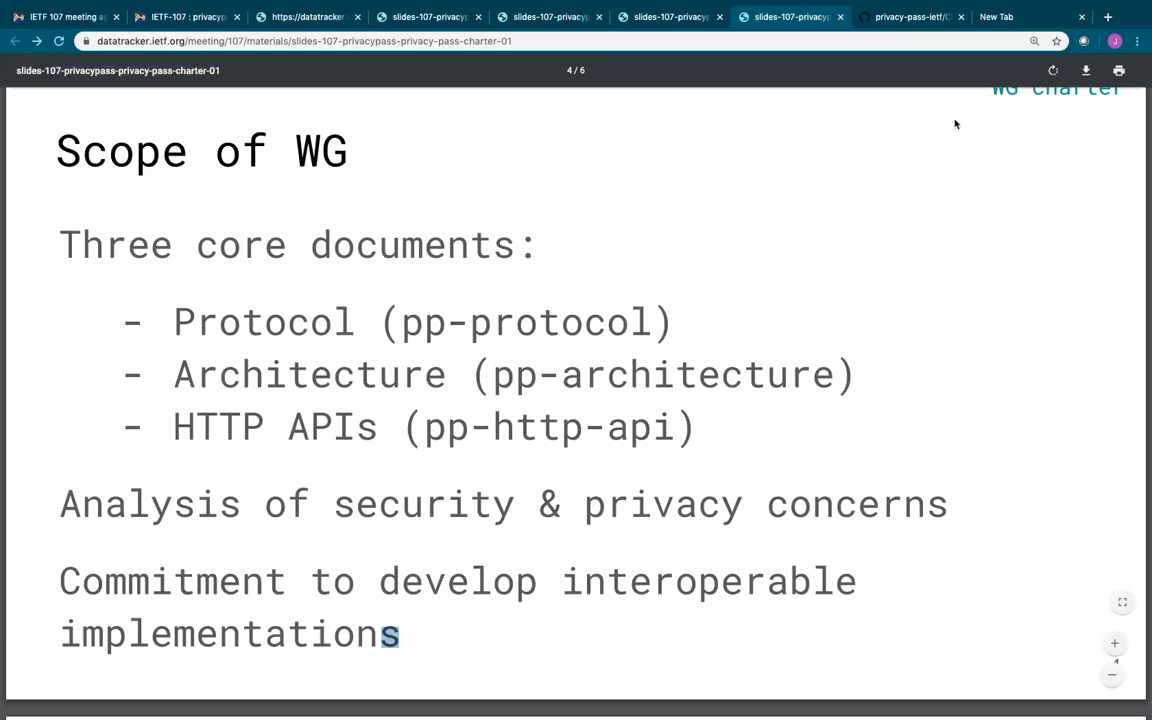 IETF 107 meeting a
IETF-107 : privacyp
https://datatracker.
slides-107-privacyp
slides-107-privacyp
slides-107-privacyp
slides-107-privacyp
privacy-pass-ietf/C
New Tab
datatracker.ietf.org/meeting/107/materials/slides-107-privacypass-privacy-pass-charter-01
J
slides-107-privacypass-privacy-pass-charter-01
4 / 6
WG charter
Scope of WG
Three core documents:
- Protocol (pp-protocol)
- Architecture (pp-architecture)
- HTTP APIs (pp-http-api)
Analysis of security & privacy concerns
Commitment to develop interoperable
implementations
4